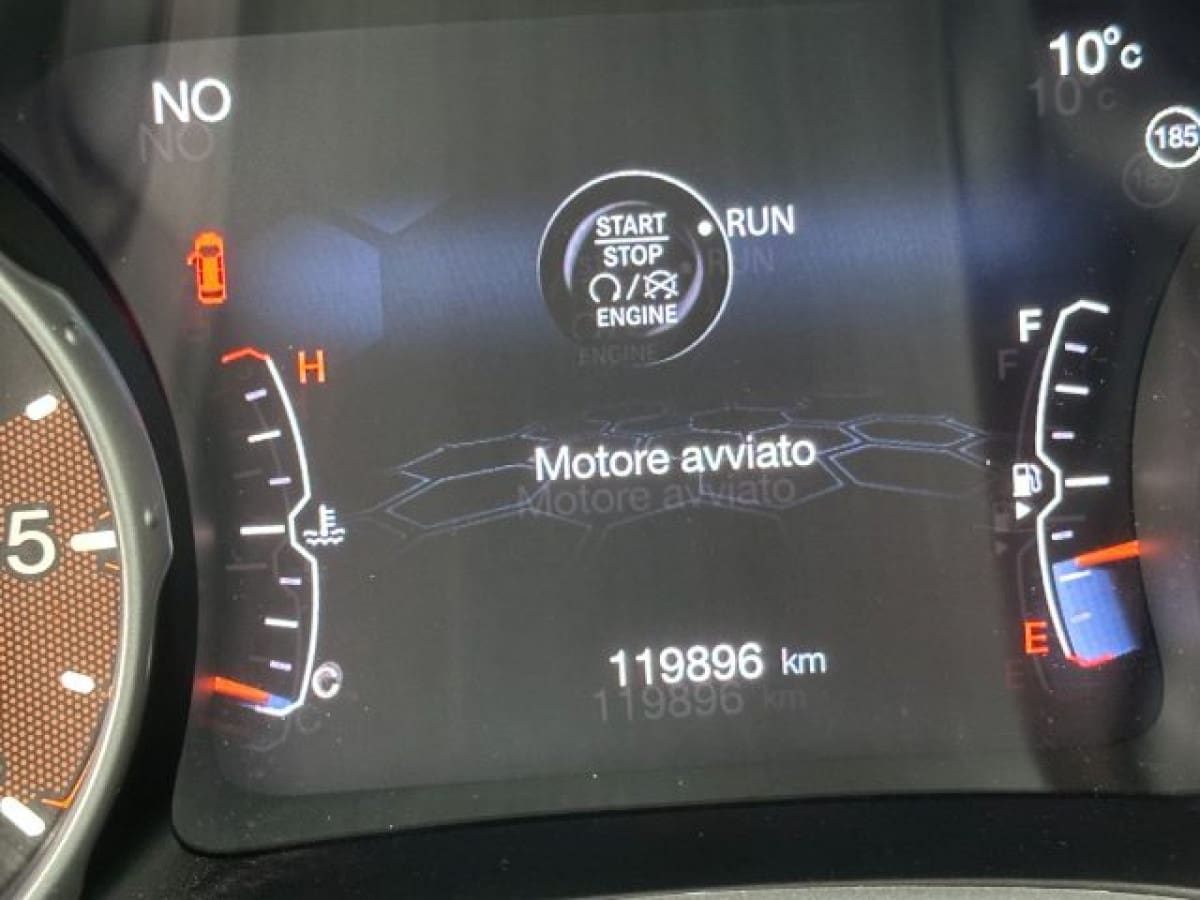 NO
10°C
185
START
STOP
RUN
ENGINE
H
F
Motore avviato
5
E
C
119896 km